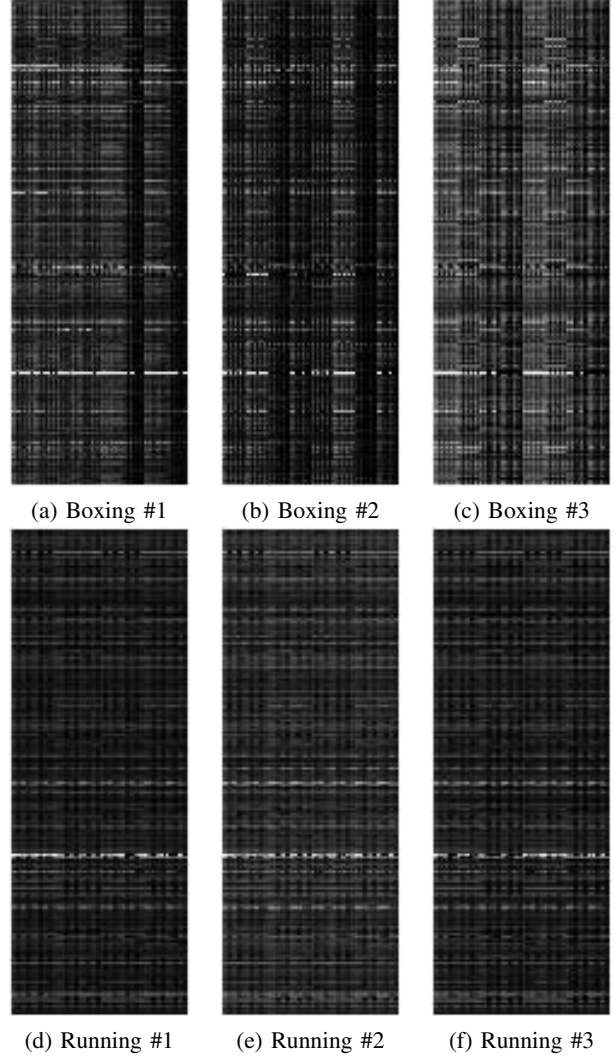 (a) Boxing #1
(b) Boxing #2
(c) Boxing #3
(d) Running #1
(e) Running #2
(f) Running #3